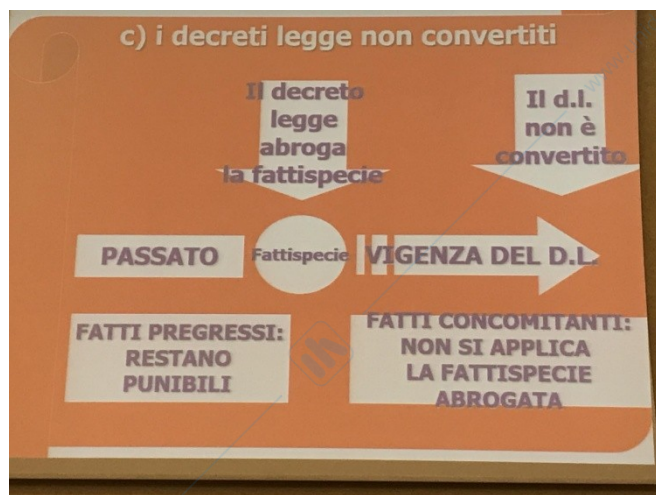 c) i decreti legge non convertiti
Il decreto
legge
abroga
la fattispecie
Il d.l.
non è
convertito
PASSATO
Fattispecie
VIGENZA DEL D.L.
FATTI PREGRESSI:
RESTANO
PUNIBILI
FATTI CONCOMITANTI:
NON SI APPLICA
LA FATTISPECIE
ABROGATA